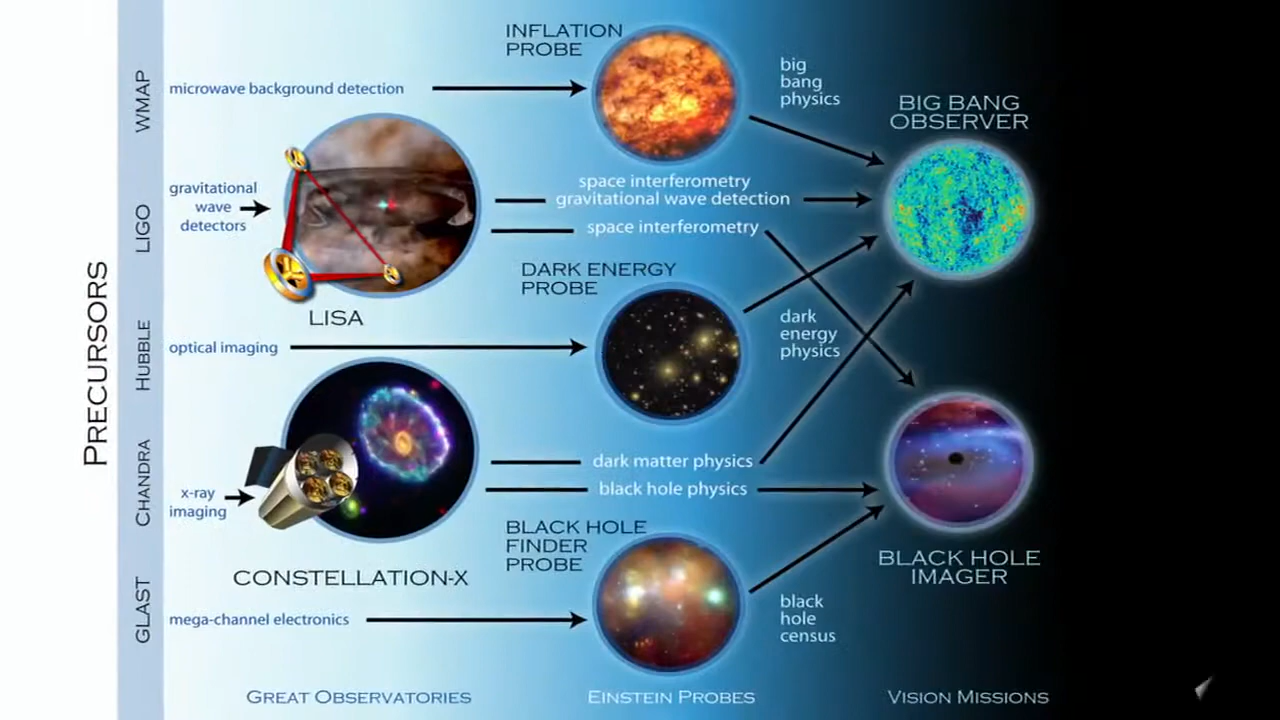 PRECURSORS
WMAP
LIGO
HUBBLE
CHANDRA
GLAST
microwave background detection
gravitational
wave
detectors
LISA
optical imaging
x-ray
imaging
CONSTELLATION-X
mega-channel electronics
GREAT OBSERVATORIES
INFLATION
PROBE
space interferometry
gravitational wave detection
space interferometry
DARK ENERGY
PROBE
dark matter physics
black hole physics
BLACK HOLE
FINDER
PROBE
EINSTEIN PROBES
big
bang
physics
dark
energy
physics
black
hole
census
BIG BANG
OBSERVER
BLACK HOLE
IMAGER
VISION MISSIONS